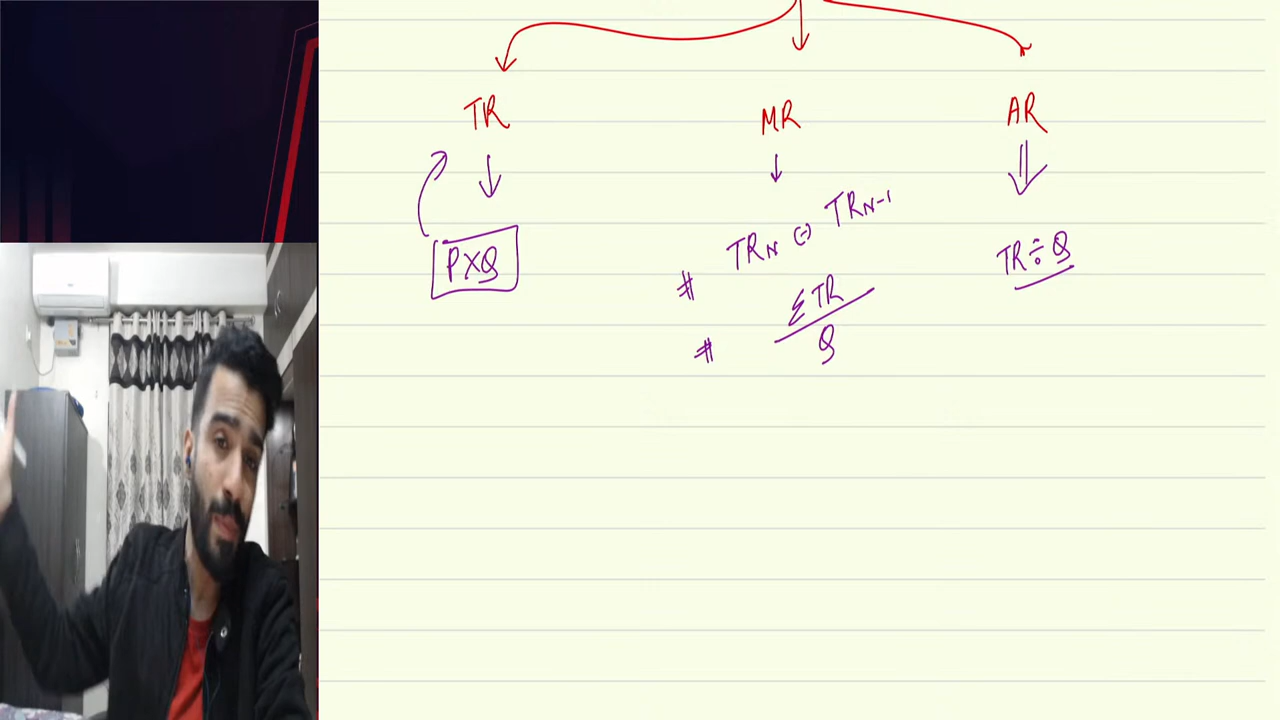 TR MR AR
P×Q
TRN (-) TRN-1
TR÷Q
#
ΣTR
#
Q